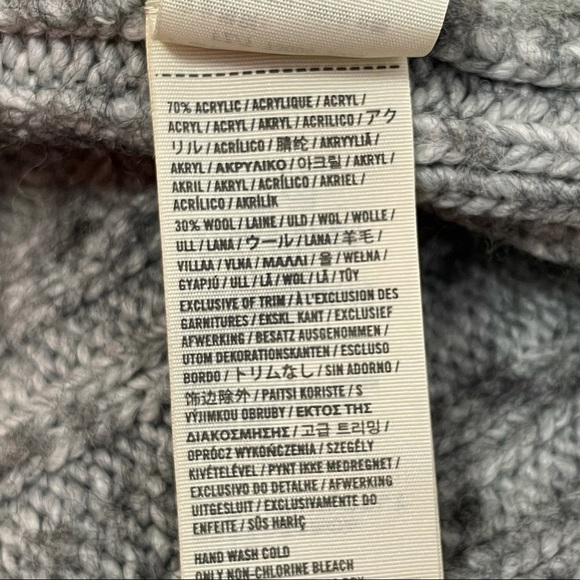 70% ACRYLIC / ACRYLIQUE / ACRYL /
ACRYL / ACRYL / AKRYL / ACRILICO / アク
リル / ACRÍLICO / 腈纶 / AKRYYLIÄ /
AKRYL / ΑΚΡΥΛΙΚΟ / 아크릴 / AKRYL /
AKRIL / AKRYL / ACRÍLICO / AKRIEL /
ACRÍLICO / AKRİLİK
30% WOOL / LAINE / ULD / WOL / WOLLE /
ULL / LANA / ウール / LANA / 羊毛 /
VILLAA / VLNA / ΜΑΛΛΙ / 울 / WEŁNA /
GYAPJÚ / ULL / LÃ / WOL / LÃ / TÜY
EXCLUSIVE OF TRIM / À L'EXCLUSION DES
GARNITURES / EKSKL. KANT / EXCLUSIEF
AFWERKING / BESATZ AUSGENOMMEN /
UTOM DEKORATIONSKANTEN / ESCLUSO
BORDO / トリムなし / SIN ADORNO /
饰边除外 / PAITSI KORISTE / S
VÝJIMKOU OBRUBY / ΕΚΤΟΣ ΤΗΣ
ΔΙΑΚΟΣΜΗΣΗΣ / 고급 트리밍 /
OPRÓCZ WYKOŃCZENIA / SZEGÉLY
KIVÉTELÉVEL / PYNT IKKE MEDREGNET /
EXCLUSIVO DO DETALHE / AFWERKING
UITGESLUIT / EXCLUSIVAMENTE DO
ENFEITE / SÜS HARİÇ
HAND WASH COLD
ONLY NON-CHLORINE BLEACH